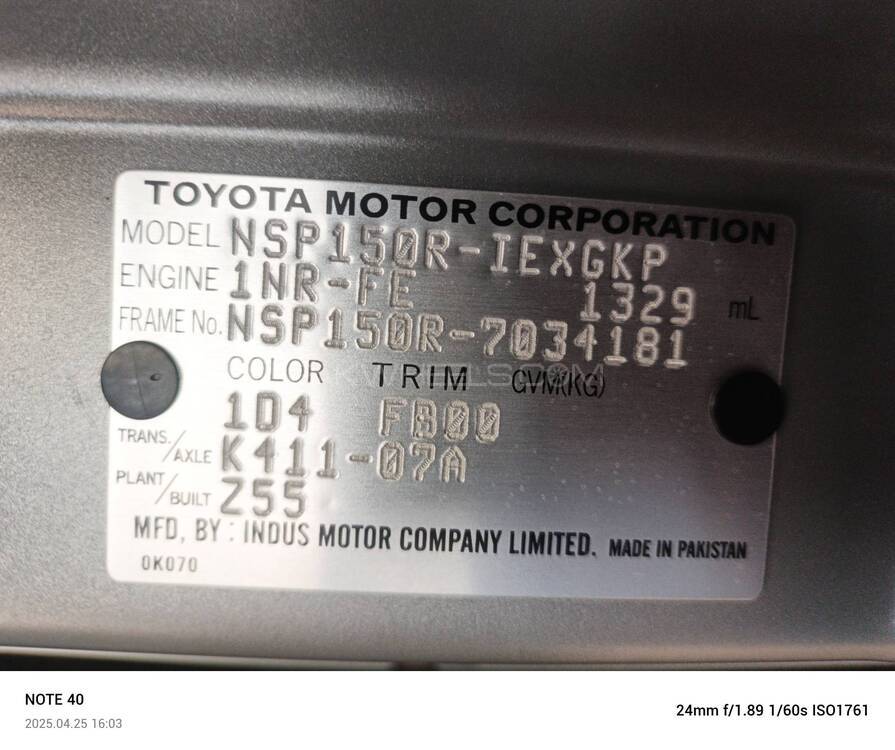 TOYOTA MOTOR CORPORATION
MODEL NSP150R-IEXGKP
ENGINE 1NR-FE 1329 mL
FRAME No. NSP150R-7034181
COLOR TRIM GVM(KG)
1D4 FB00
TRANS./AXLE K411-07A
PLANT/BUILT Z55
MFD, BY : INDUS MOTOR COMPANY LIMITED. MADE IN PAKISTAN
0K070
NOTE 40
2025.04.25 16:03
24mm f/1.89 1/60s ISO1761